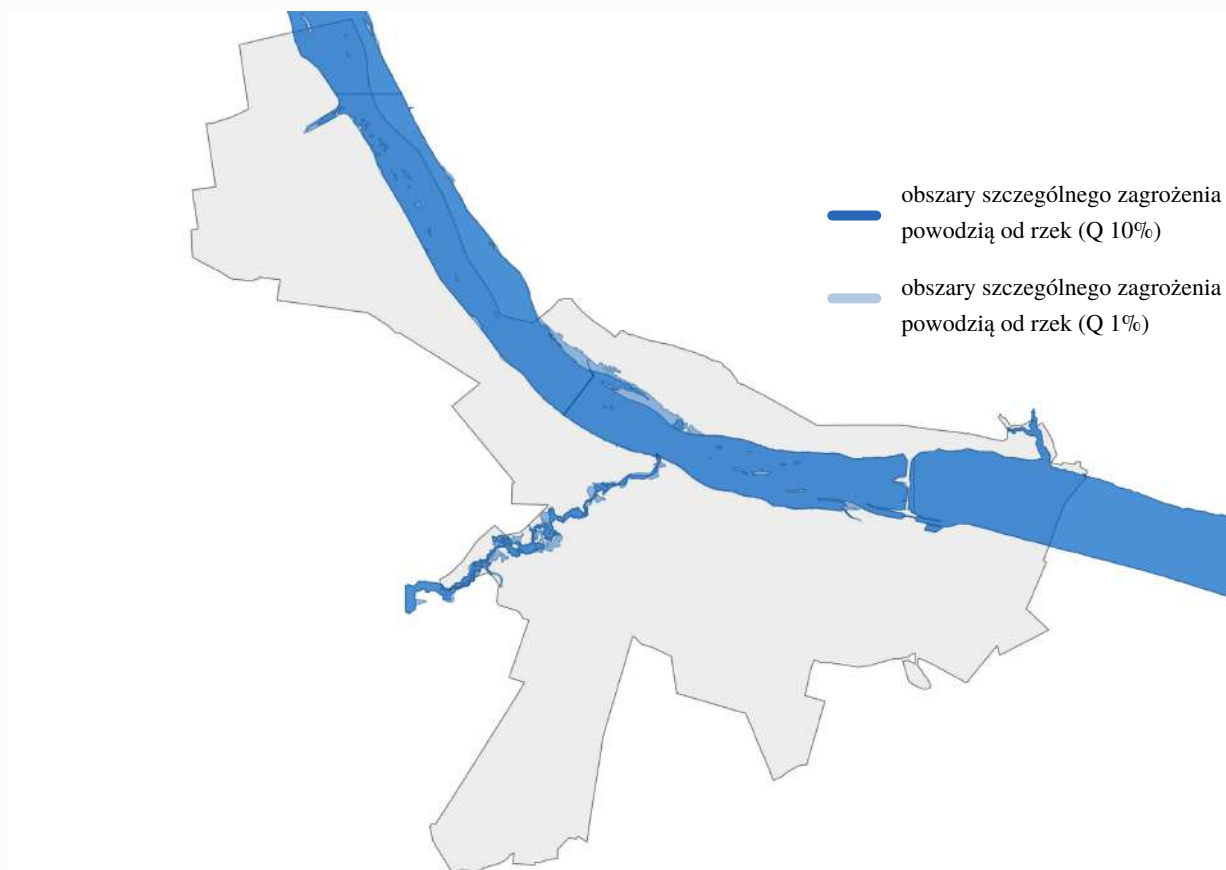 obszary szczególnego zagrożenia
powodzią od rzek (Q 10%)
obszary szczególnego zagrożenia
powodzią od rzek (Q 1%)